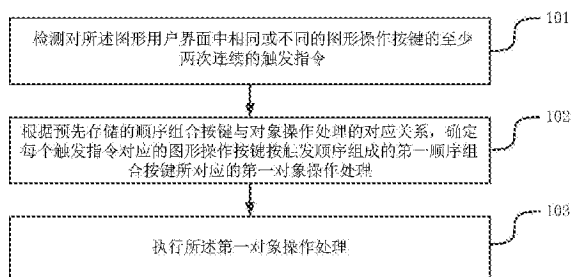 检测对所述图形用户界面中相同或不同的图形操作按键的至少
两次连续的触发指令
101
根据预先存储的顺序组合按键与对象操作处理的对应关系，确定
每个触发指令对应的图形操作按键按触发顺序组成的第一顺序组
合按键所对应的第一对象操作处理
102
执行所述第一对象操作处理
103